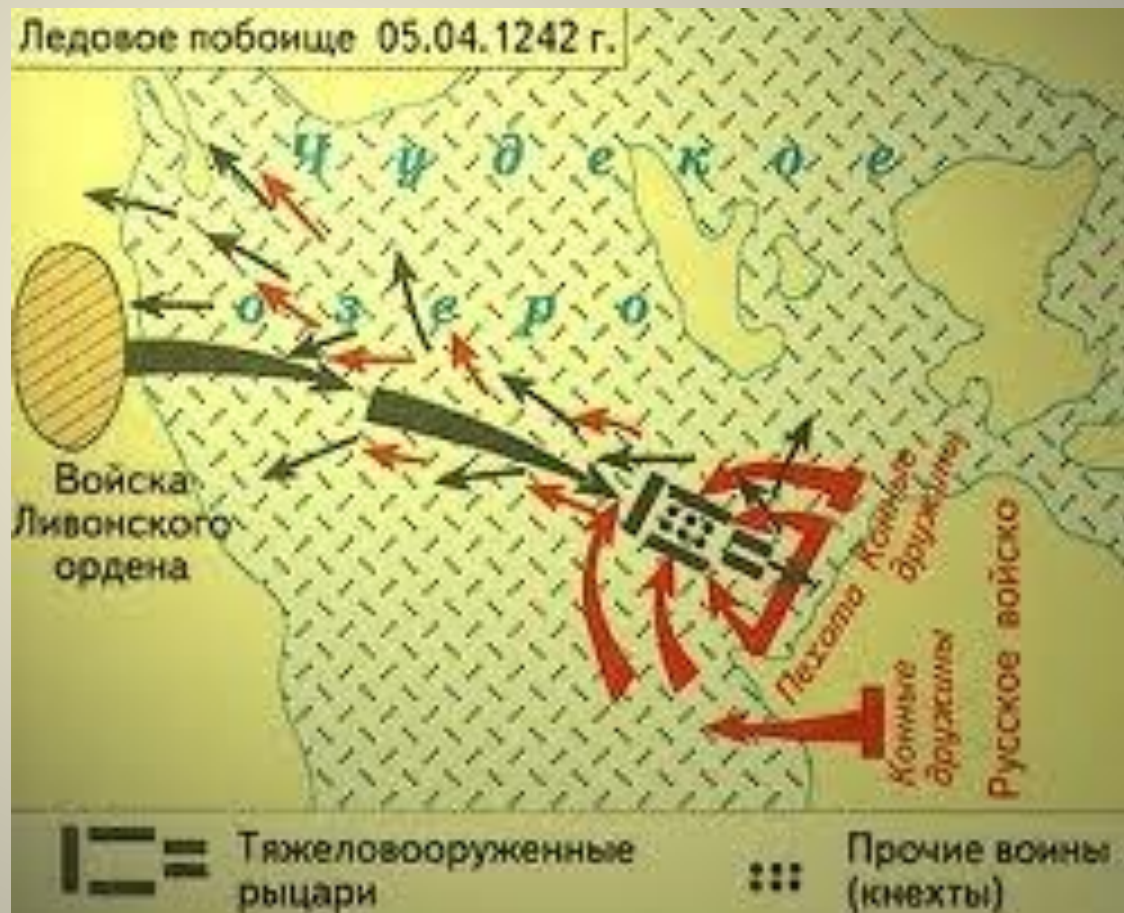 Ледовое побоище 05.04.1242 г.
Чудское
озеро
Войска
Ливонского
ордена
Конные
дружины
Пехота
Конные
дружины
Русское войско
Тяжеловооруженные
рыцари
Прочие воины
(кнехты)